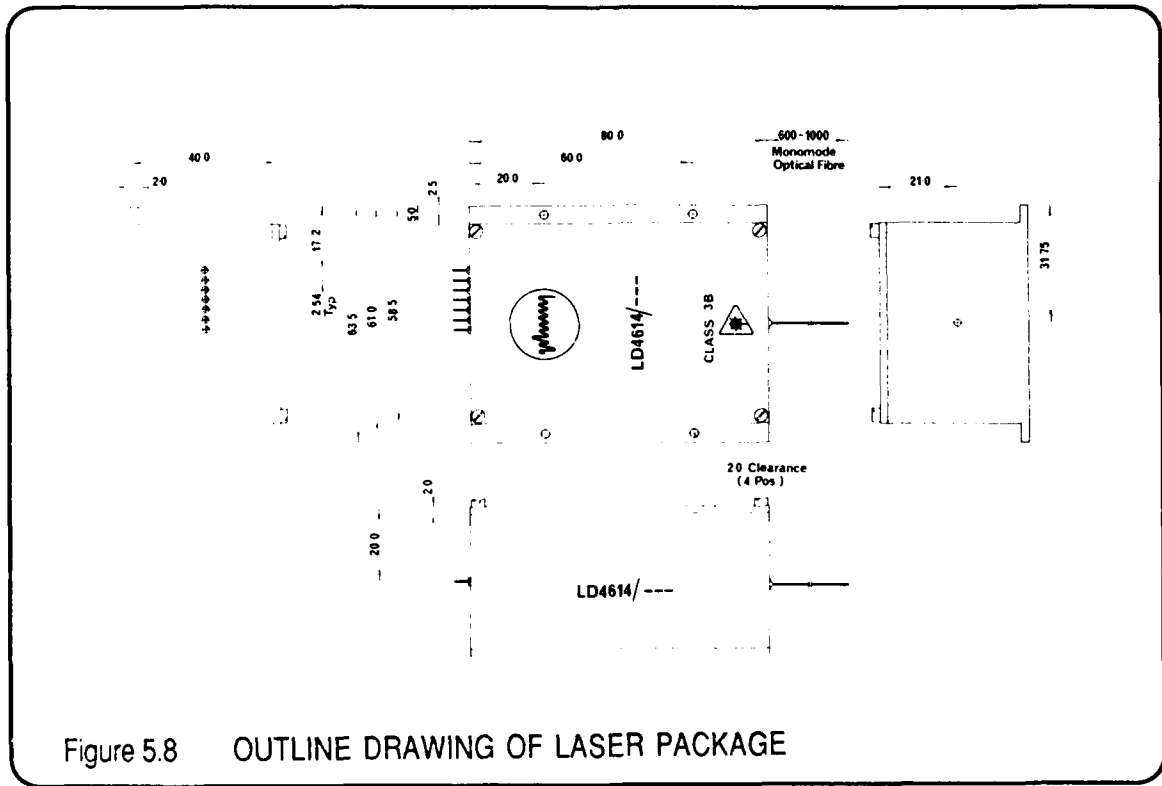 80 0
600-1000
Monomode
Optical Fibre
40 0
60 0
20
20 0
2 5
21 0
5 0
17 2
31 75
2 54
Typ
63 5
61 0
58 5
LD4614/---
CLASS 3B
2 0 Clearance
(4 Pos.)
2 0
20 0
LD4614/---
Figure 5.8 OUTLINE DRAWING OF LASER PACKAGE